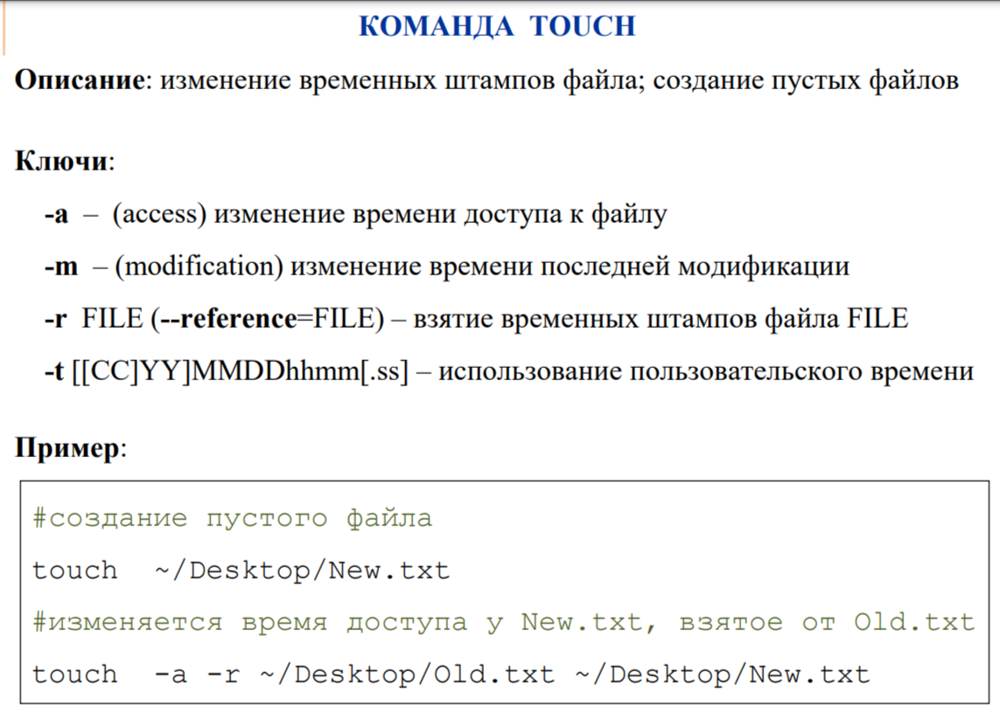 КОМАНДА TOUCH
Описание: изменение временных штампов файла; создание пустых файлов
Ключи:
-a – (access) изменение времени доступа к файлу
-m – (modification) изменение времени последней модификации
-r FILE (--reference=FILE) – взятие временных штампов файла FILE
-t [[CC]YY]MMDDhhmm[.ss] – использование пользовательского времени
Пример:
#создание пустого файла
touch ~/Desktop/New.txt
#изменяется время доступа у New.txt, взятое от Old.txt
touch -a -r ~/Desktop/Old.txt ~/Desktop/New.txt